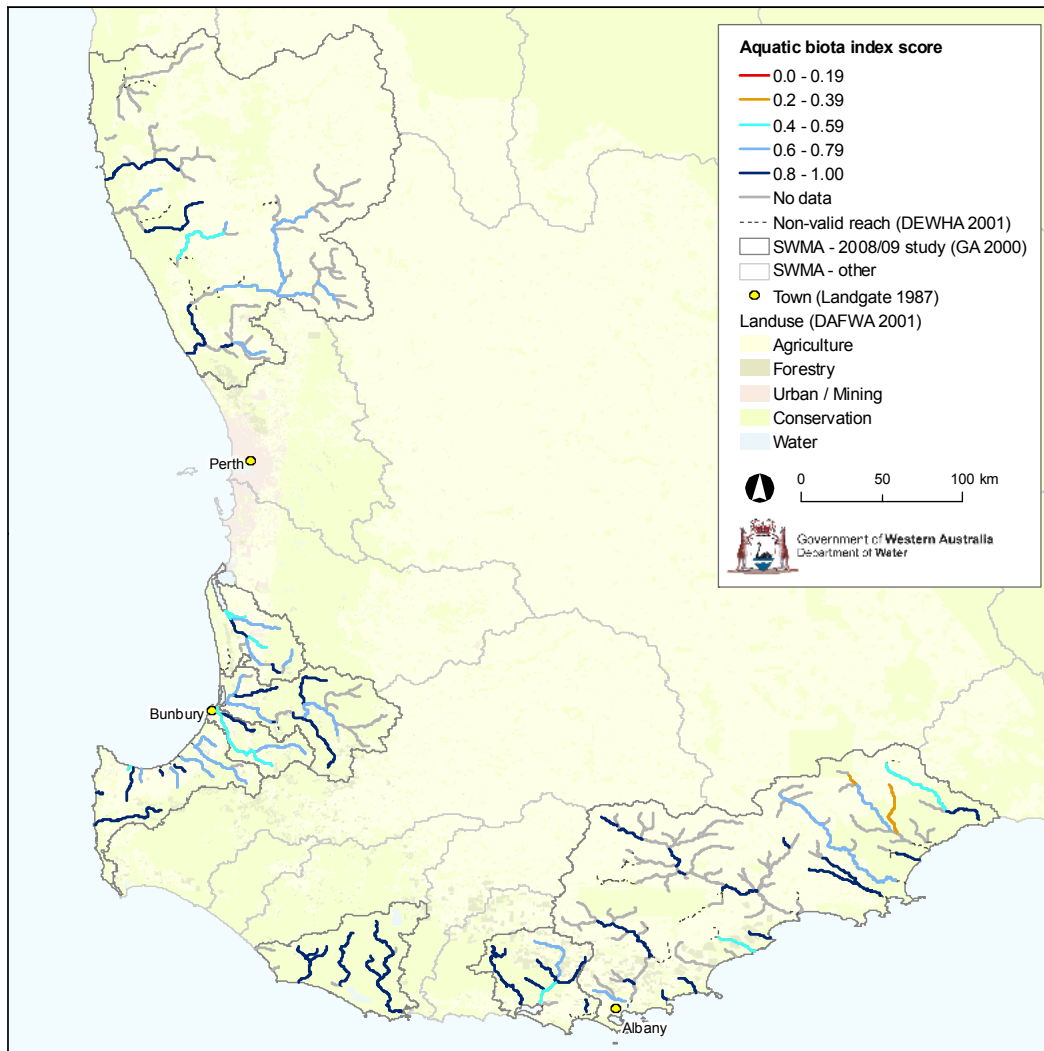 Aquatic biota index score
0.0 - 0.19
0.2 - 0.39
0.4 - 0.59
0.6 - 0.79
0.8 - 1.00
No data
Non-valid reach (DEWHA 2001)
SWMA - 2008/09 study (GA 2000)
SWMA - other
Town (Landgate 1987)
Landuse (DAFWA 2001)
Agriculture
Forestry
Urban / Mining
Conservation
Water
0 50 100 km
Government of Western Australia
Department of Water
Perth
Bunbury
Albany